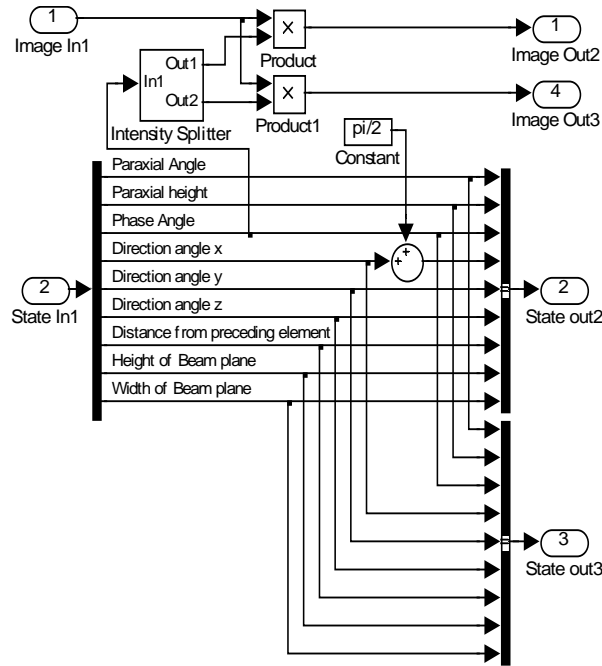 1
Image In1
In1
Out1
Out2
Intensity Splitter
×
Product
×
Product1
1
Image Out2
4
Image Out3
pi/2
Constant
Paraxial Angle
Paraxial height
Phase Angle
Direction angle x
Direction angle y
Direction angle z
Distance from preceding element
Height of Beam plane
Width of Beam plane
+
+
2
State In1
2
State out2
3
State out3